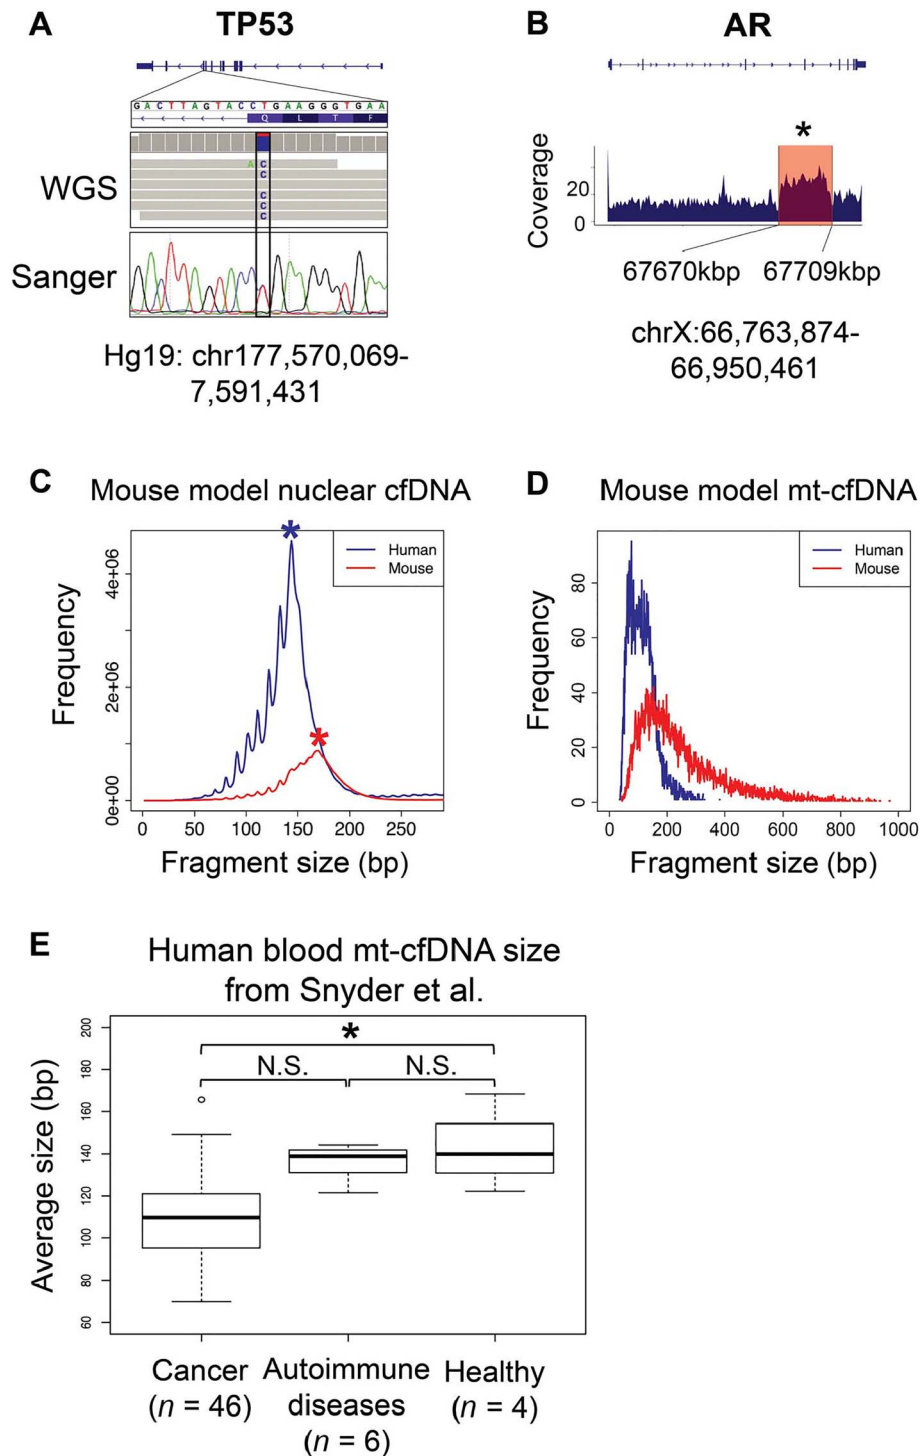 A
TP53
GACTTAGTACCTGAAGGGTGAA
Q L T F
A C
C
C
C
C
WGS
Sanger
Hg19: chr177,570,069-
7,591,431
B
AR
*
Coverage
20
0
67670kbp 67709kbp
chrX:66,763,874-
66,950,461
C
Mouse model nuclear cfDNA
*
*
Human
Mouse
Frequency
4e+06
2e+06
0e+00
0 50 100 150 200 250
Fragment size (bp)
D
Mouse model mt-cfDNA
Human
Mouse
Frequency
80
60
40
20
0
0 200 400 600 800 1000
Fragment size (bp)
E
Human blood mt-cfDNA size
from Snyder et al.
*
N.S. N.S.
Average size (bp)
200
180
160
140
120
100
80
60
Cancer
(n = 46)
Autoimmune
diseases
(n = 6)
Healthy
(n = 4)